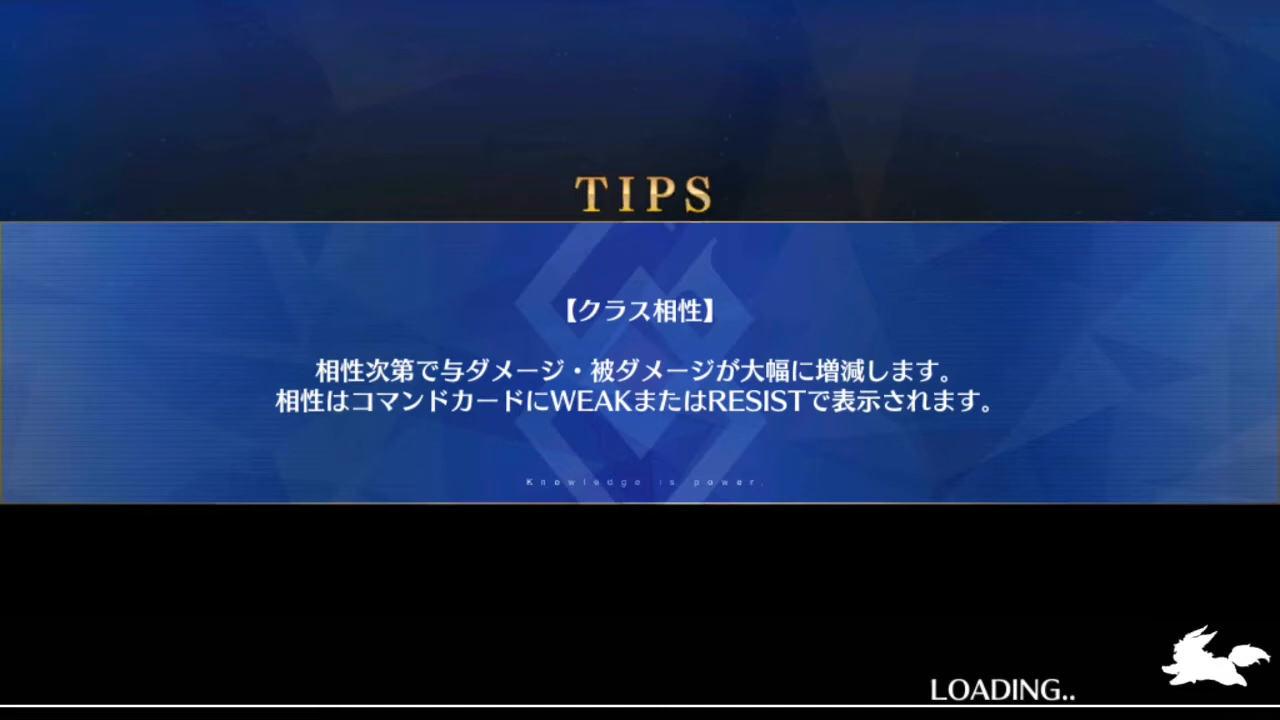 TIPS
【クラス相性】
相性次第で与ダメージ・被ダメージが大幅に増減します。
相性はコマンドカードにWEAKまたはRESISTで表示されます。
Knowledge is power.
LOADING..